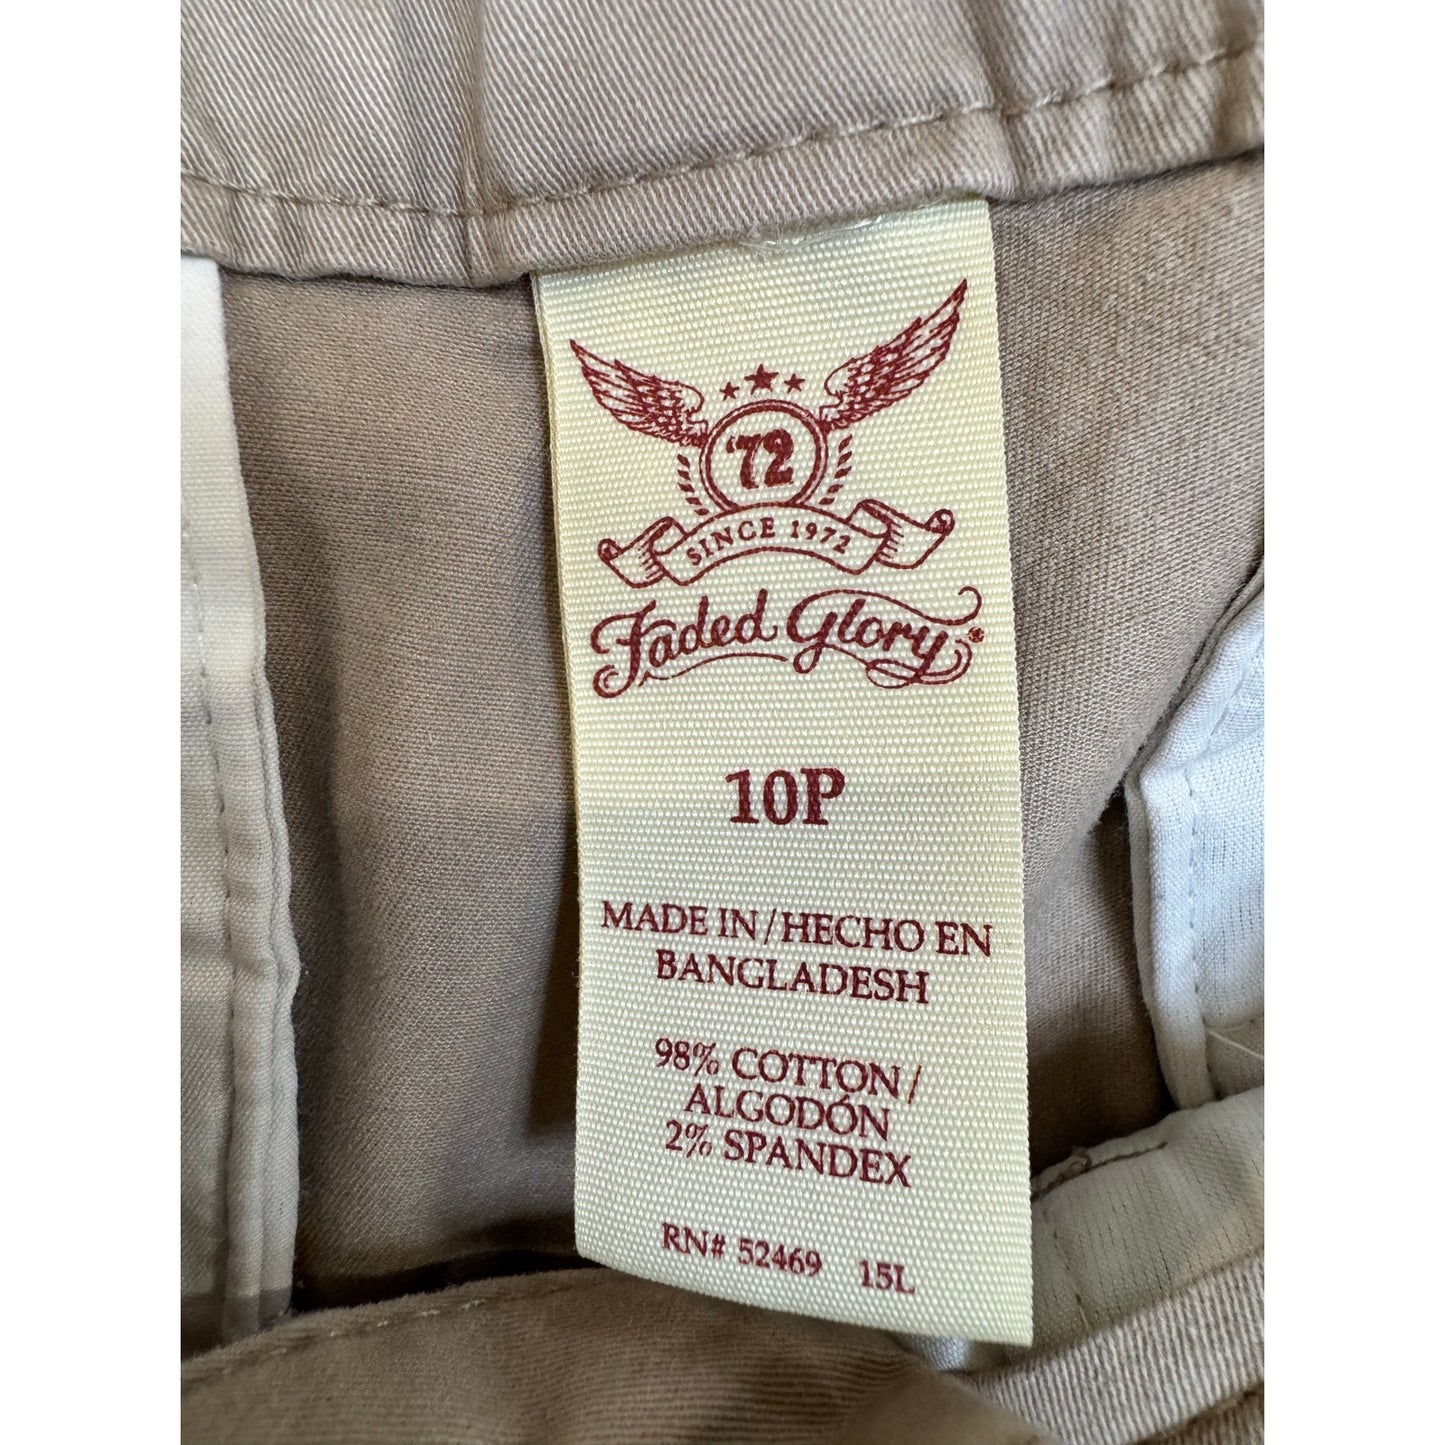 '72
SINCE 1972
Faded Glory®
10P
MADE IN/HECHO EN
BANGLADESH
98% COTTON/
ALGODÓN
2% SPANDEX
RN# 52469 15L